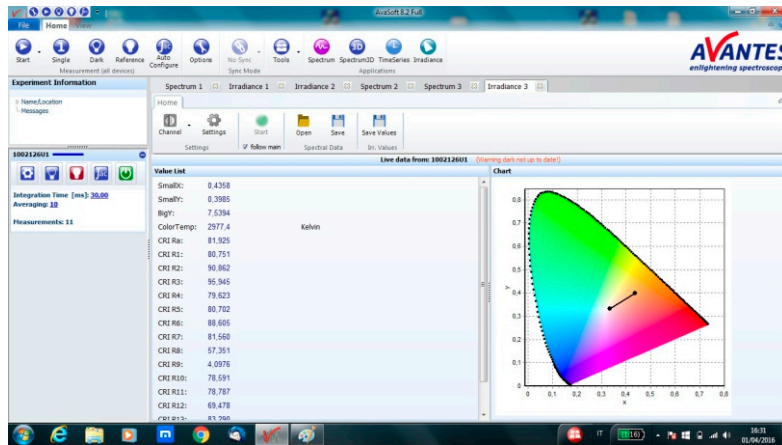 AvaSoft 8.2 Full
File Home View
Start Single Dark Reference Auto Configure Options No Sync Tools Spectrum Spectrum3D TimeSeries Irradiance
Measurement (all devices) Sync Mode Applications
AVANTES
enlightening spectroscopy
Experiment Information
Name/Location
Messages
Spectrum 1 Irradiance 1 Irradiance 2 Spectrum 2 Spectrum 3 Irradiance 3
Home
Channel Settings Start Open Save Save Values
follow main
Settings Spectral Data Irr. Values
1002126U1
Live data from: 1002126U1 (Warning dark not up to date!)
Integration Time [ms]: 30,00
Averaging: 10
Measurements: 11
Value List
SmallX: 0,4358
SmallY: 0,3985
BigY: 7,5394
ColorTemp: 2977,4 Kelvin
CRI Ra: 81,925
CRI R1: 80,751
CRI R2: 90,862
CRI R3: 95,945
CRI R4: 79,623
CRI R5: 80,702
CRI R6: 88,605
CRI R7: 81,560
CRI R8: 57,351
CRI R9: 4,0976
CRI R10: 78,591
CRI R11: 78,787
CRI R12: 69,478
CRI R13: 83,290
Chart
0,8
0,7
0,6
0,5
y
0,4
0,3
0,2
0,1
0
0 0,1 0,2 0,3 0,4 0,5 0,6 0,7 0,8
x
IT
(16)
16:31
01/04/2016